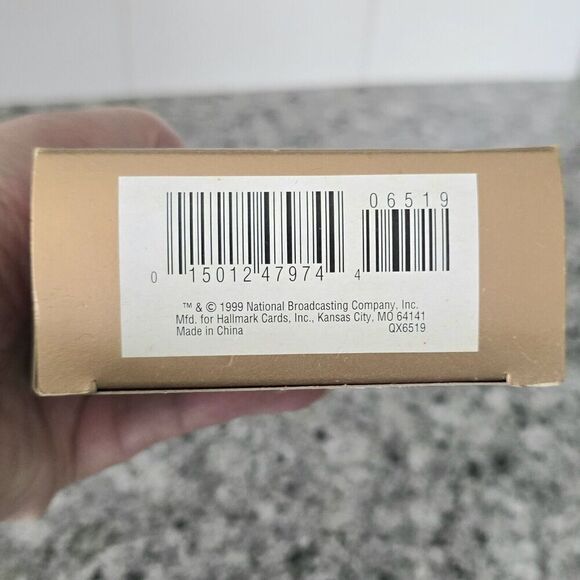 06519
0 15012 47974 4
™ & © 1999 National Broadcasting Company, Inc.
Mfd. for Hallmark Cards, Inc., Kansas City, MO 64141
Made in China QX6519